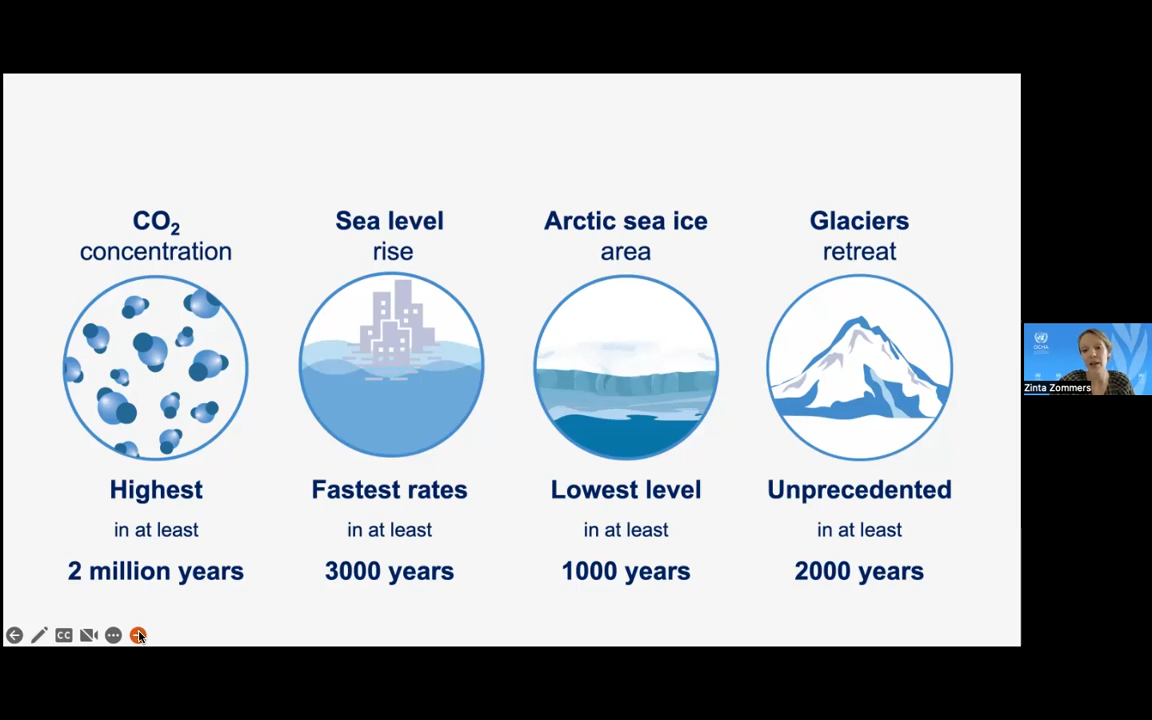 CO2
concentration
Sea level
rise
Arctic sea ice
area
Glaciers
retreat
Highest
in at least
2 million years
Fastest rates
in at least
3000 years
Lowest level
in at least
1000 years
Unprecedented
in at least
2000 years
CC
OCHA
Zinta Zommers